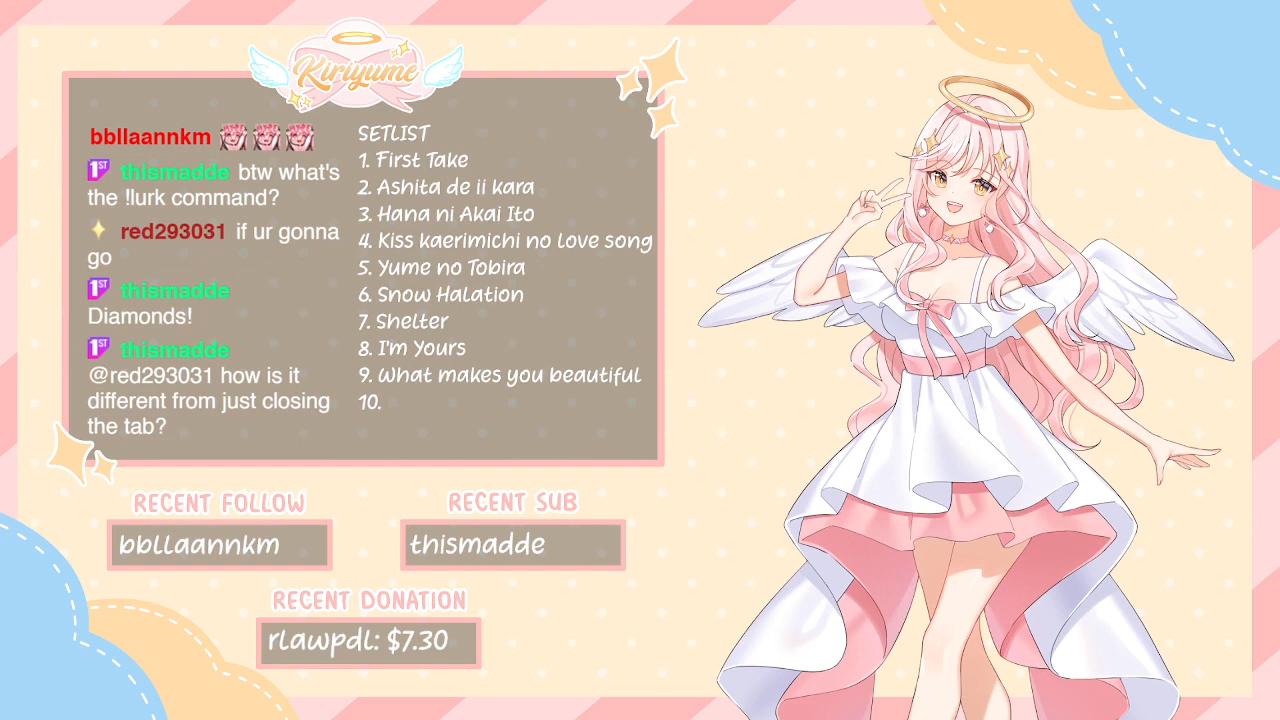 Kiriyume
bbllaannkm
1ST thismadde btw what's
the !lurk command?
red293031 if ur gonna
go
1ST thismadde
Diamonds!
1ST thismadde
@red293031 how is it
different from just closing
the tab?
SETLIST
1. First Take
2. Ashita de ii kara
3. Hana ni Akai Ito
4. Kiss kaerimichi no love song
5. Yume no Tobira
6. Snow Halation
7. Shelter
8. I'm Yours
9. What makes you beautiful
10.
RECENT FOLLOW
bbllaannkm
RECENT SUB
thismadde
RECENT DONATION
rlawpdl: $7.30